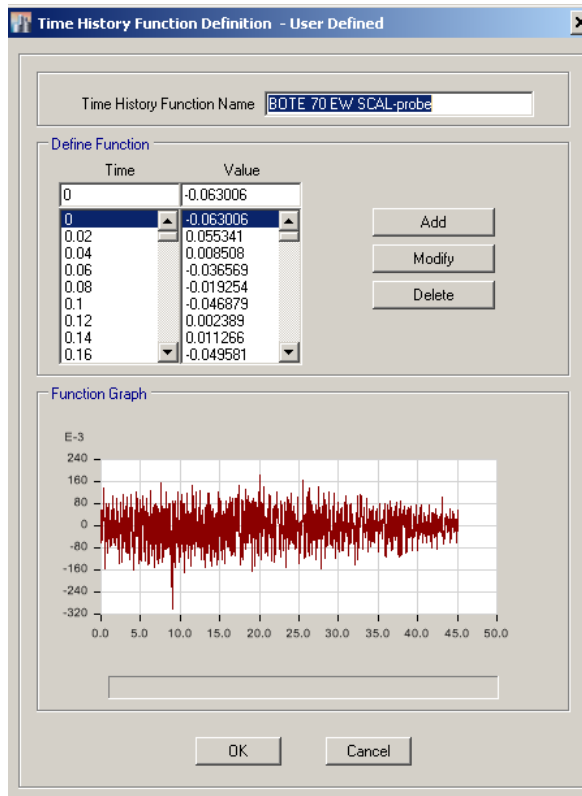 Time History Function Definition - User Defined
Time History Function Name BOTE 70 EW SCAL-probe
Define Function
Time Value
0 -0.063006
0 -0.063006
0.02 0.055341
0.04 0.008508
0.06 -0.036569
0.08 -0.019254
0.1 -0.046879
0.12 0.002389
0.14 0.011266
0.16 -0.049581
Add
Modify
Delete
Function Graph
E-3
240
160
80
0
-80
-160
-240
-320
0.0 5.0 10.0 15.0 20.0 25.0 30.0 35.0 40.0 45.0 50.0
OK Cancel